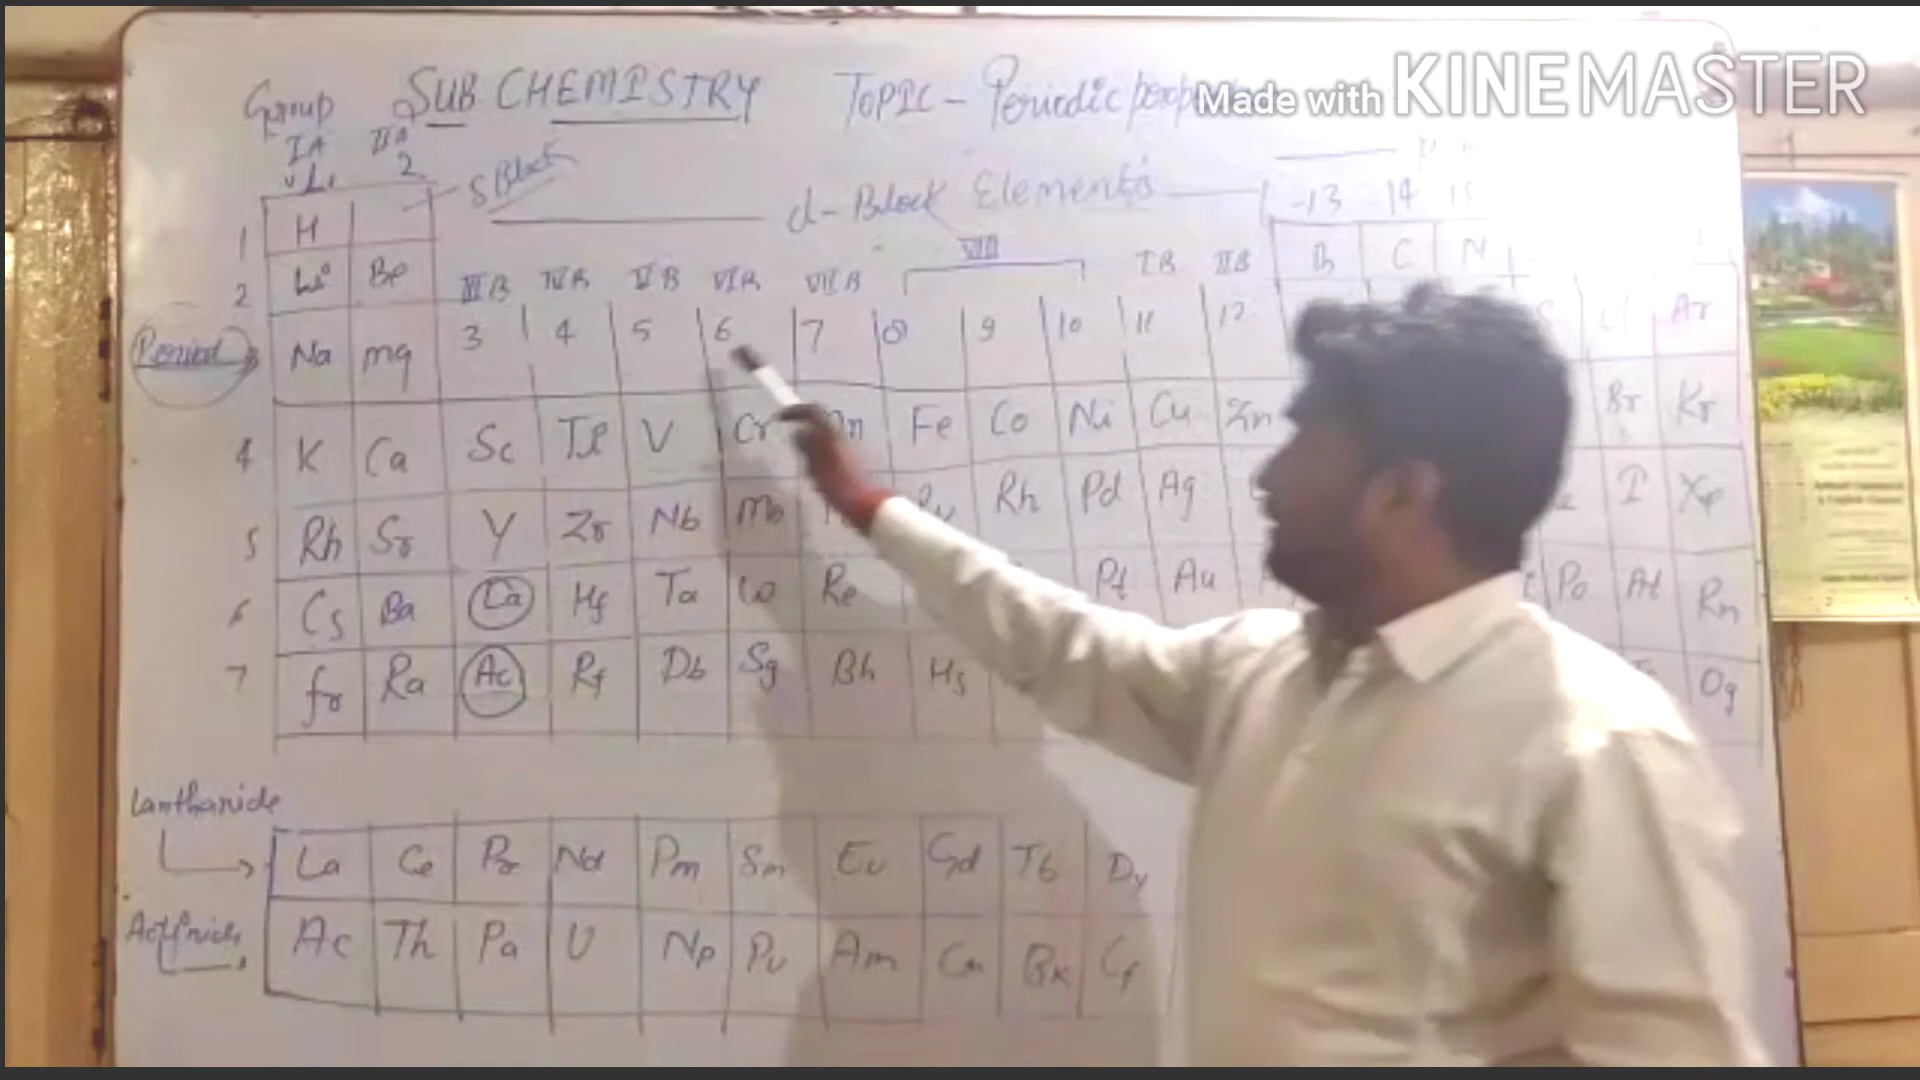 Group SUB CHEMISTRY TOPIC - Periodic
Made with KINEMASTER
IA IIA
1 2 S Block
d-Block Elements 13 14 15
1 H
VIII
2 Li Be IIIB IVB VB VIB VIIB IB IIB B C N
Period 3 Na mg 3 4 5 6 7 8 9 10 11 12 Ar
4 K Ca Sc Ti V Cr Fe Co Ni Cu Zn Br Kr
5 Rh Sr Y Zr Nb Mo Rh Pd Ag I Xe
6 Cs Ba La Hf Ta Re Pt Au Po At Rn
7 fr Ra Ac Rf Db Sg Bh Hs Og
Lanthanide
La Ce Pr Nd Pm Sm Eu Gd Tb Dy
Ac Th Pa U Np Pu Am Cm Bk Cf